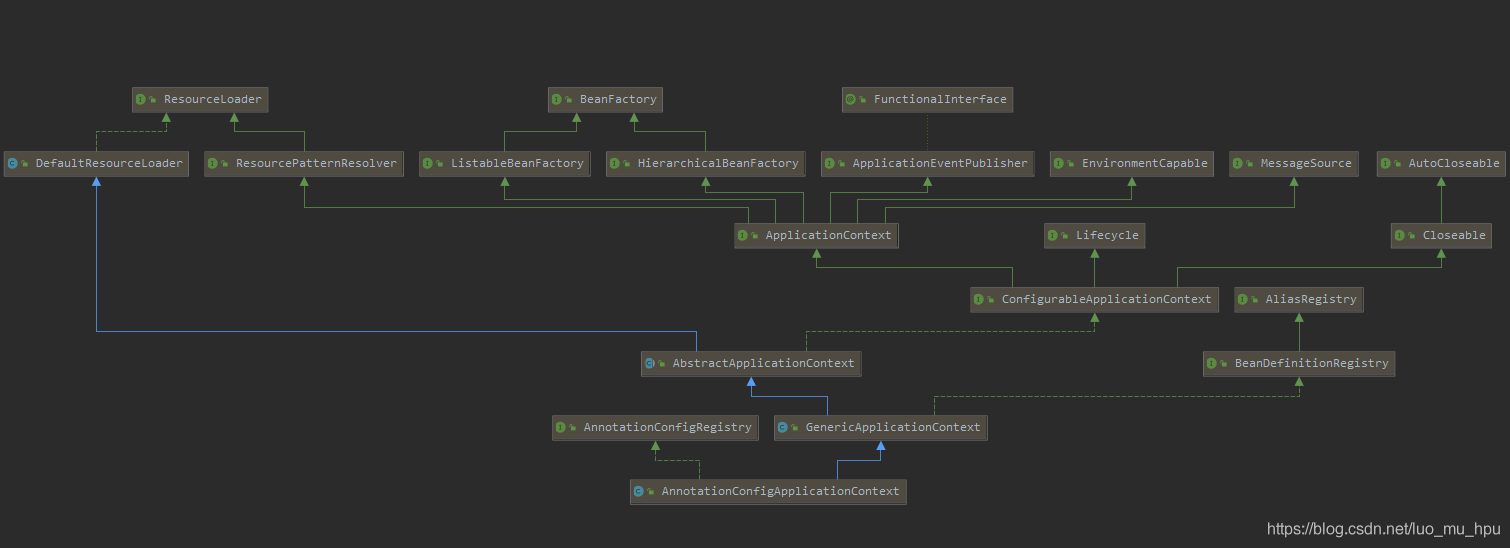 ResourceLoader
BeanFactory
FunctionalInterface
DefaultResourceLoader
ResourcePatternResolver
ListableBeanFactory
HierarchicalBeanFactory
ApplicationEventPublisher
EnvironmentCapable
MessageSource
AutoCloseable
ApplicationContext
Lifecycle
Closeable
ConfigurableApplicationContext
AliasRegistry
AbstractApplicationContext
BeanDefinitionRegistry
AnnotationConfigRegistry
GenericApplicationContext
AnnotationConfigApplicationContext
https://blog.csdn.net/luo_mu_hpu